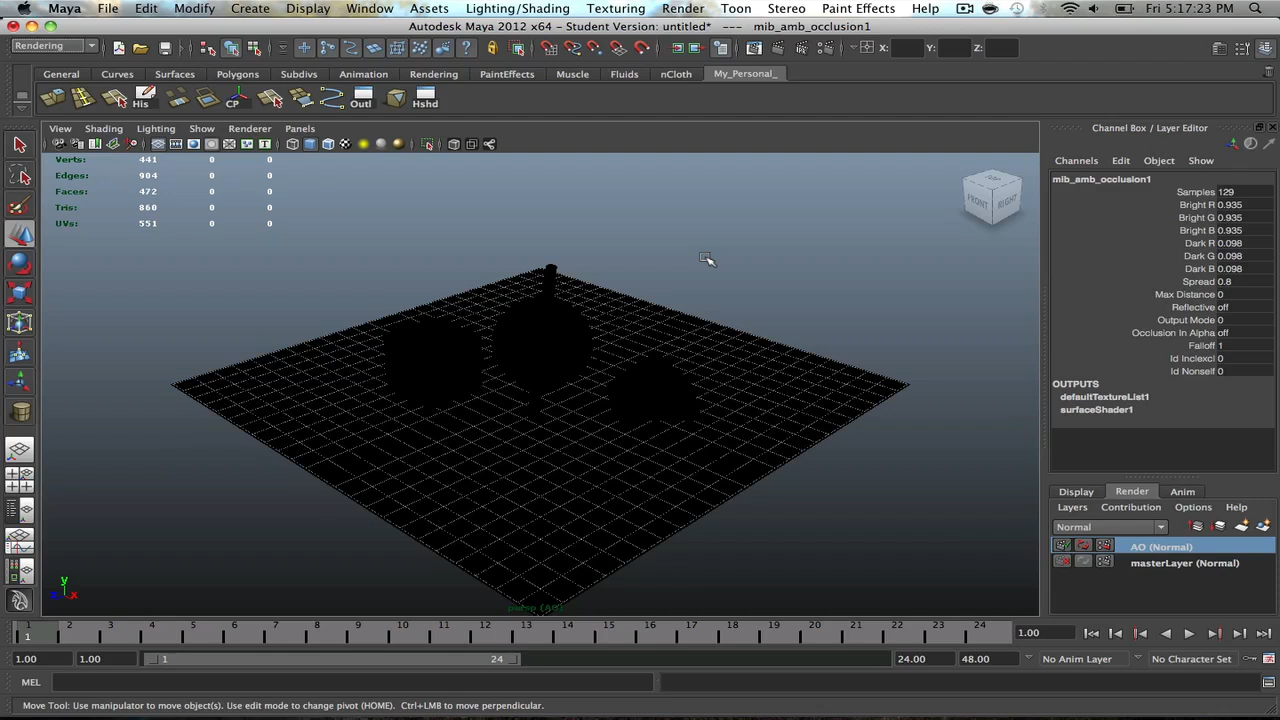 Maya File Edit Modify Create Display Window Assets Lighting/Shading Texturing Render Toon Stereo Paint Effects Help Fri 5:17:23 PM
Autodesk Maya 2012 x64 - Student Version: untitled* --- mib_amb_occlusion1
Rendering X: Y: Z:
General Curves Surfaces Polygons Subdivs Animation Rendering PaintEffects Muscle Fluids nCloth My_Personal_
His CP Outl Hshd
View Shading Lighting Show Renderer Panels
Verts: 441 0 0
Edges: 904 0 0
Faces: 472 0 0
Tris: 860 0 0
UVs: 551 0 0
FRONT RIGHT
persp (AO)
y
x
Channel Box / Layer Editor
Channels Edit Object Show
mib_amb_occlusion1
Samples 129
Bright R 0.935
Bright G 0.935
Bright B 0.935
Dark R 0.098
Dark G 0.098
Dark B 0.098
Spread 0.8
Max Distance 0
Reflective off
Output Mode 0
Occlusion In Alpha off
Falloff 1
Id Inclexcl 0
Id Nonself 0
OUTPUTS
defaultTextureList1
surfaceShader1
Display Render Anim
Layers Contribution Options Help
Normal
AO (Normal)
masterLayer (Normal)
1 2 3 4 5 6 7 8 9 10 11 12 13 14 15 16 17 18 19 20 21 22 23 24
1 1.00
1.00 1.00 1 24 24.00 48.00 No Anim Layer No Character Set
MEL
Move Tool: Use manipulator to move object(s). Use edit mode to change pivot (HOME). Ctrl+LMB to move perpendicular.